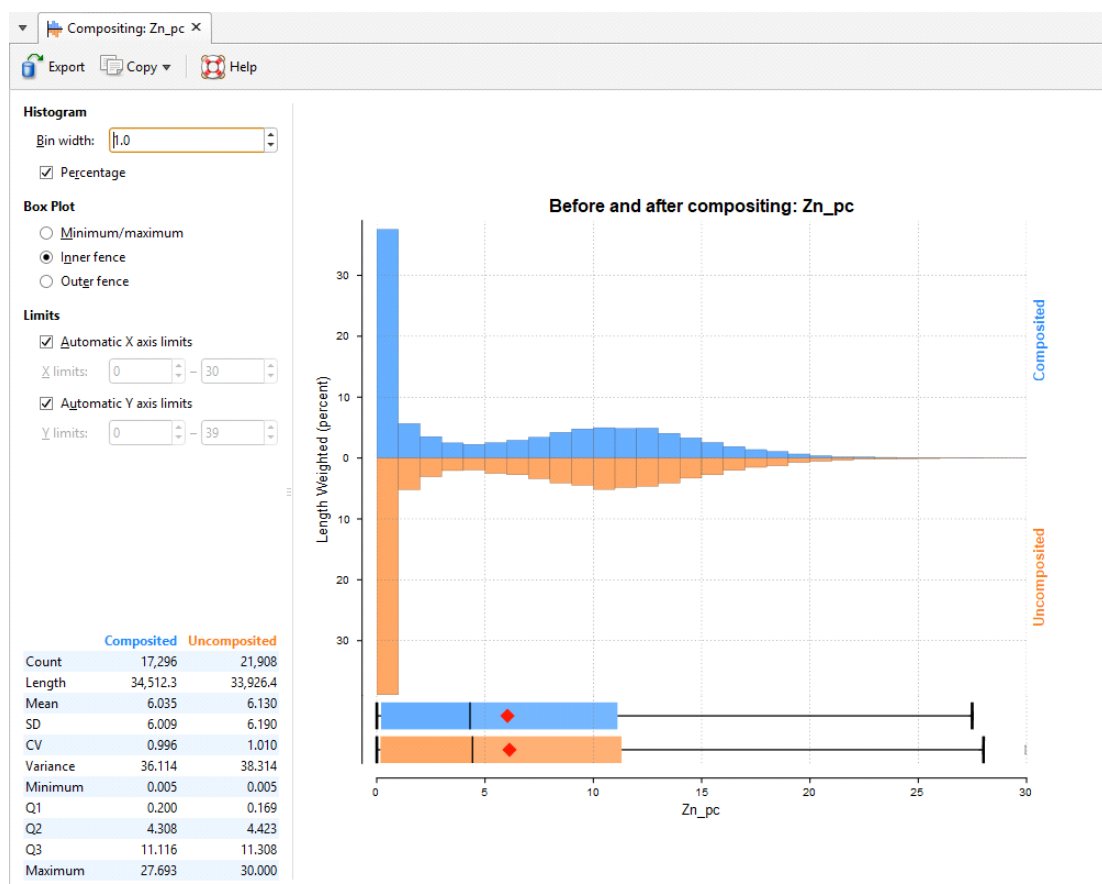 Compositing: Zn_pc
Export Copy Help
Histogram
Bin width: 1.0
Percentage
Box Plot
Minimum/maximum
Inner fence
Outer fence
Limits
Automatic X axis limits
X limits: 0 – 30
Automatic Y axis limits
Y limits: 0 – 39
Composited Uncomposited
Count 17,296 21,908
Length 34,512.3 33,926.4
Mean 6.035 6.130
SD 6.009 6.190
CV 0.996 1.010
Variance 36.114 38.314
Minimum 0.005 0.005
Q1 0.200 0.169
Q2 4.308 4.423
Q3 11.116 11.308
Maximum 27.693 30.000
Before and after compositing: Zn_pc
Length Weighted (percent)
30
20
10
0
10
20
30
Composited
Uncomposited
0 5 10 15 20 25 30
Zn_pc